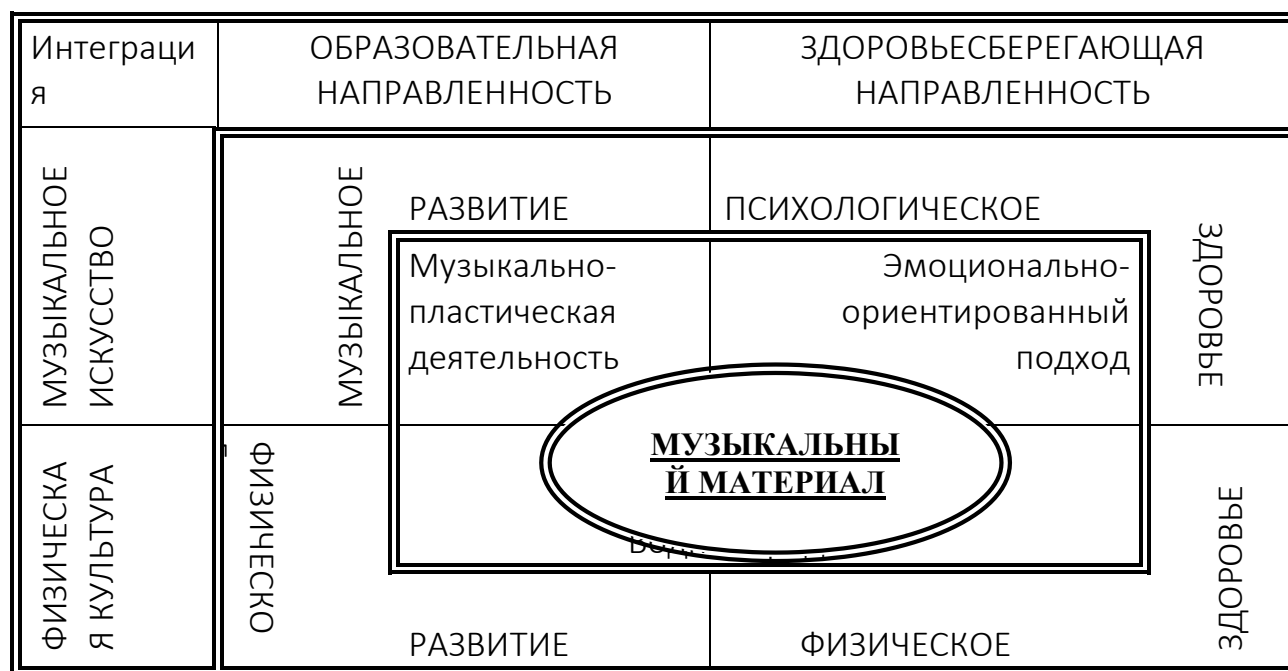 Интеграци
я
ОБРАЗОВАТЕЛЬНАЯ
НАПРАВЛЕННОСТЬ
ЗДОРОВЬЕСБЕРЕГАЮЩАЯ
НАПРАВЛЕННОСТЬ
МУЗЫКАЛЬНОЕ
ИСКУССТВО
МУЗЫКАЛЬНОЕ
РАЗВИТИЕ
ПСИХОЛОГИЧЕСКОЕ
ЗДОРОВЬЕ
Музыкально-
пластическая
деятельность
Эмоционально-
ориентированный
подход
МУЗЫКАЛЬНЫ
Й МАТЕРИАЛ
ФИЗИЧЕСКА
Я КУЛЬТУРА
ФИЗИЧЕСКО
РАЗВИТИЕ
ФИЗИЧЕСКОЕ
ЗДОРОВЬЕ